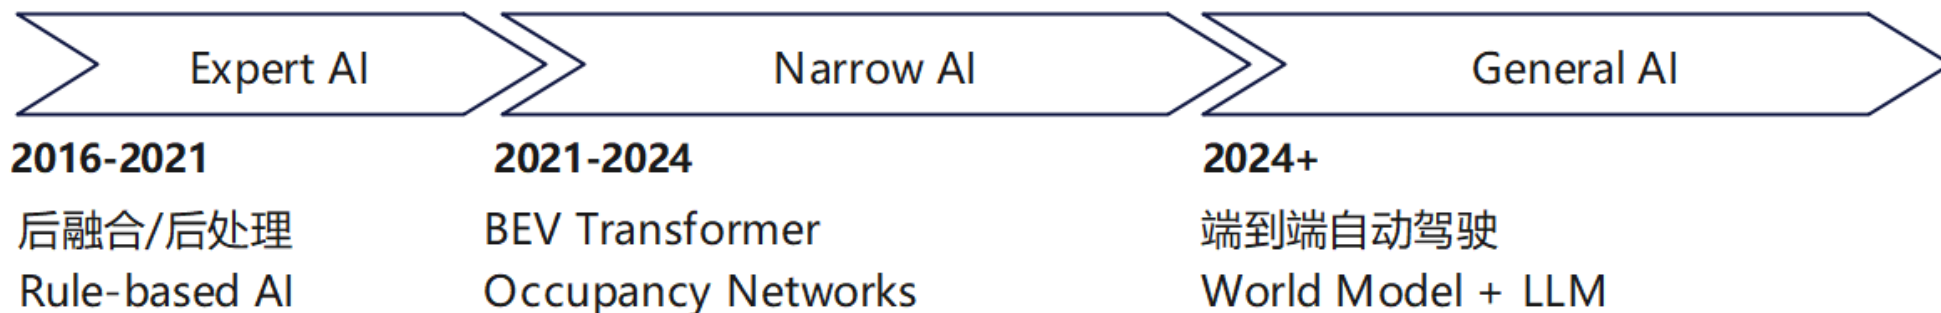 Expert AI
Narrow AI
General AI
2016-2021
2021-2024
2024+
后融合/后处理
BEV Transformer
端到端自动驾驶
Rule-based AI
Occupancy Networks
World Model + LLM